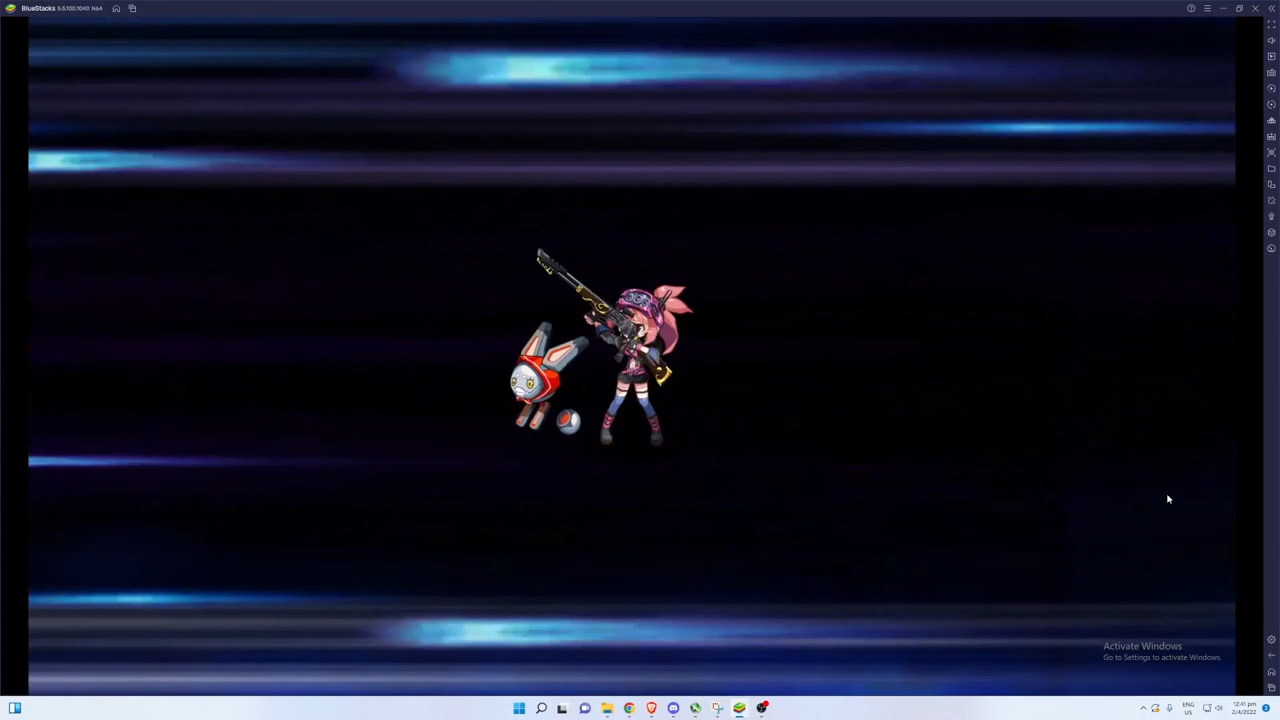 BlueStacks 5.5.100.1040 N64
Activate Windows
Go to Settings to activate Windows.
ENG
US
12:41 pm
2/4/2022